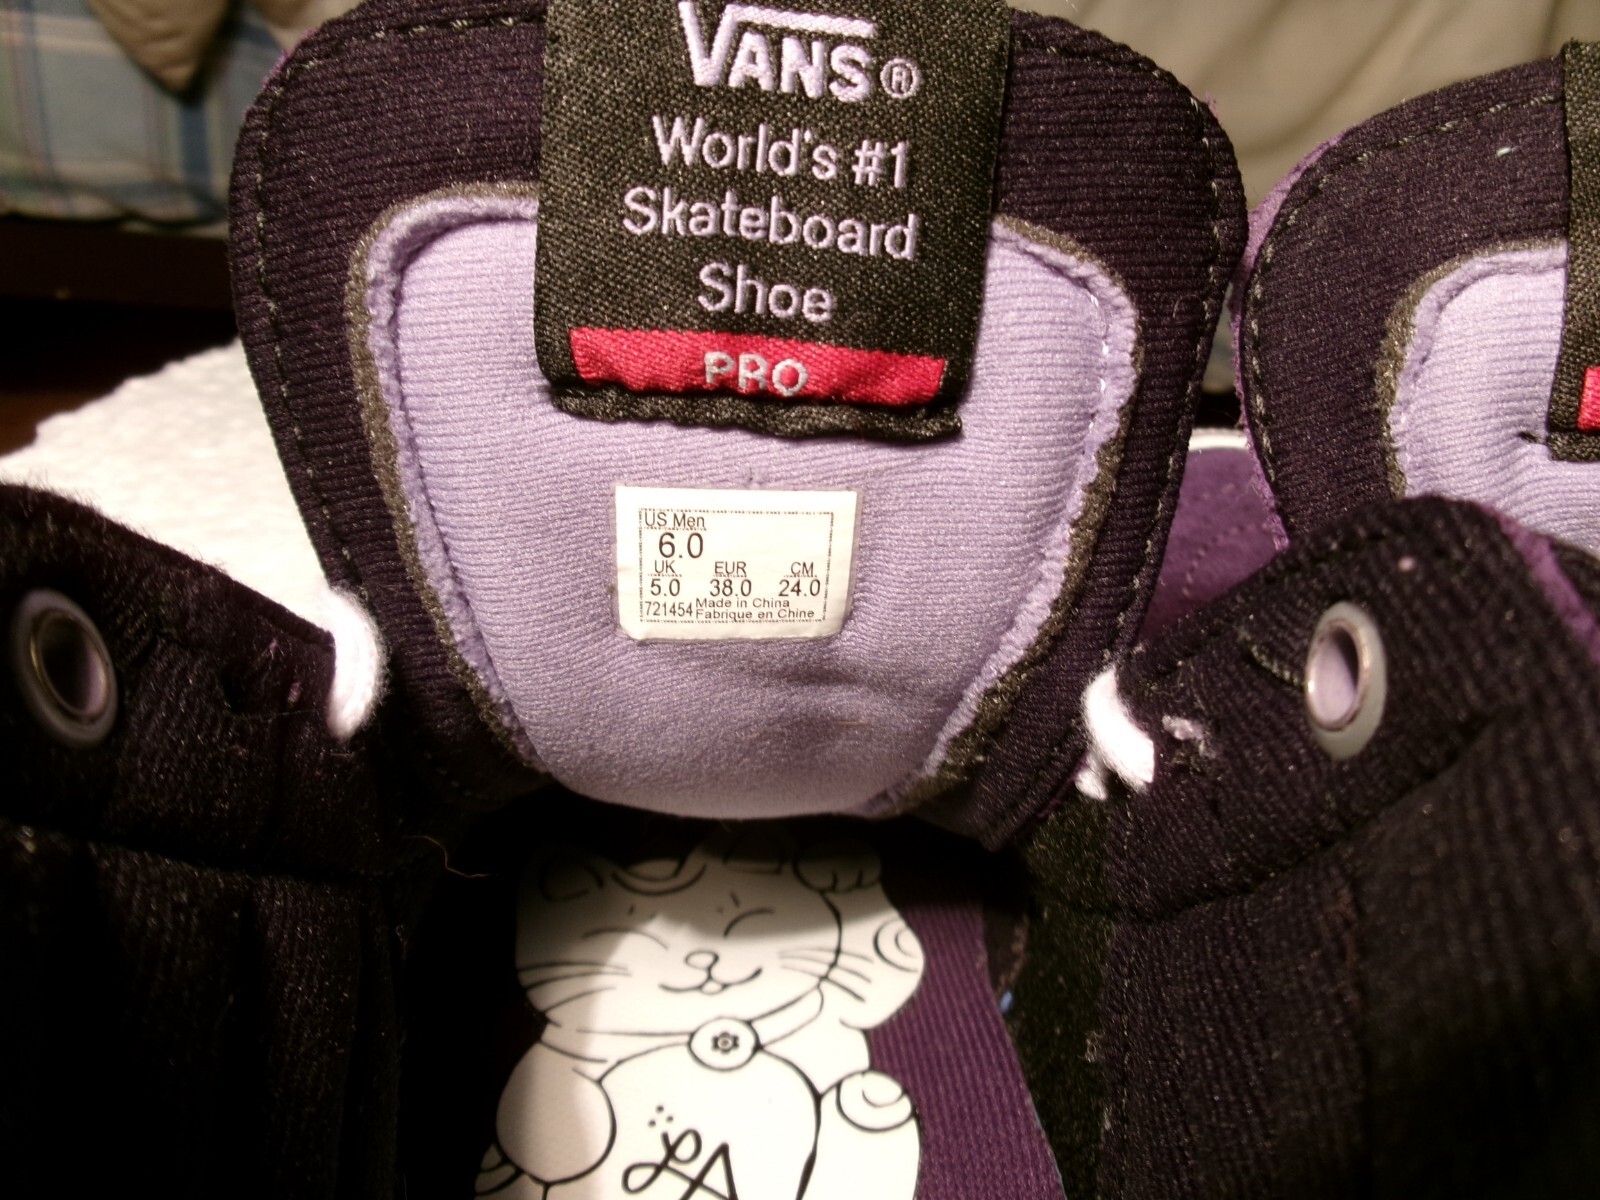 VANS®
World's #1
Skateboard
Shoe
PRO
US Men
6.0
UK EUR CM
5.0 38.0 24.0
721454 Made in China
Fabrique en Chine